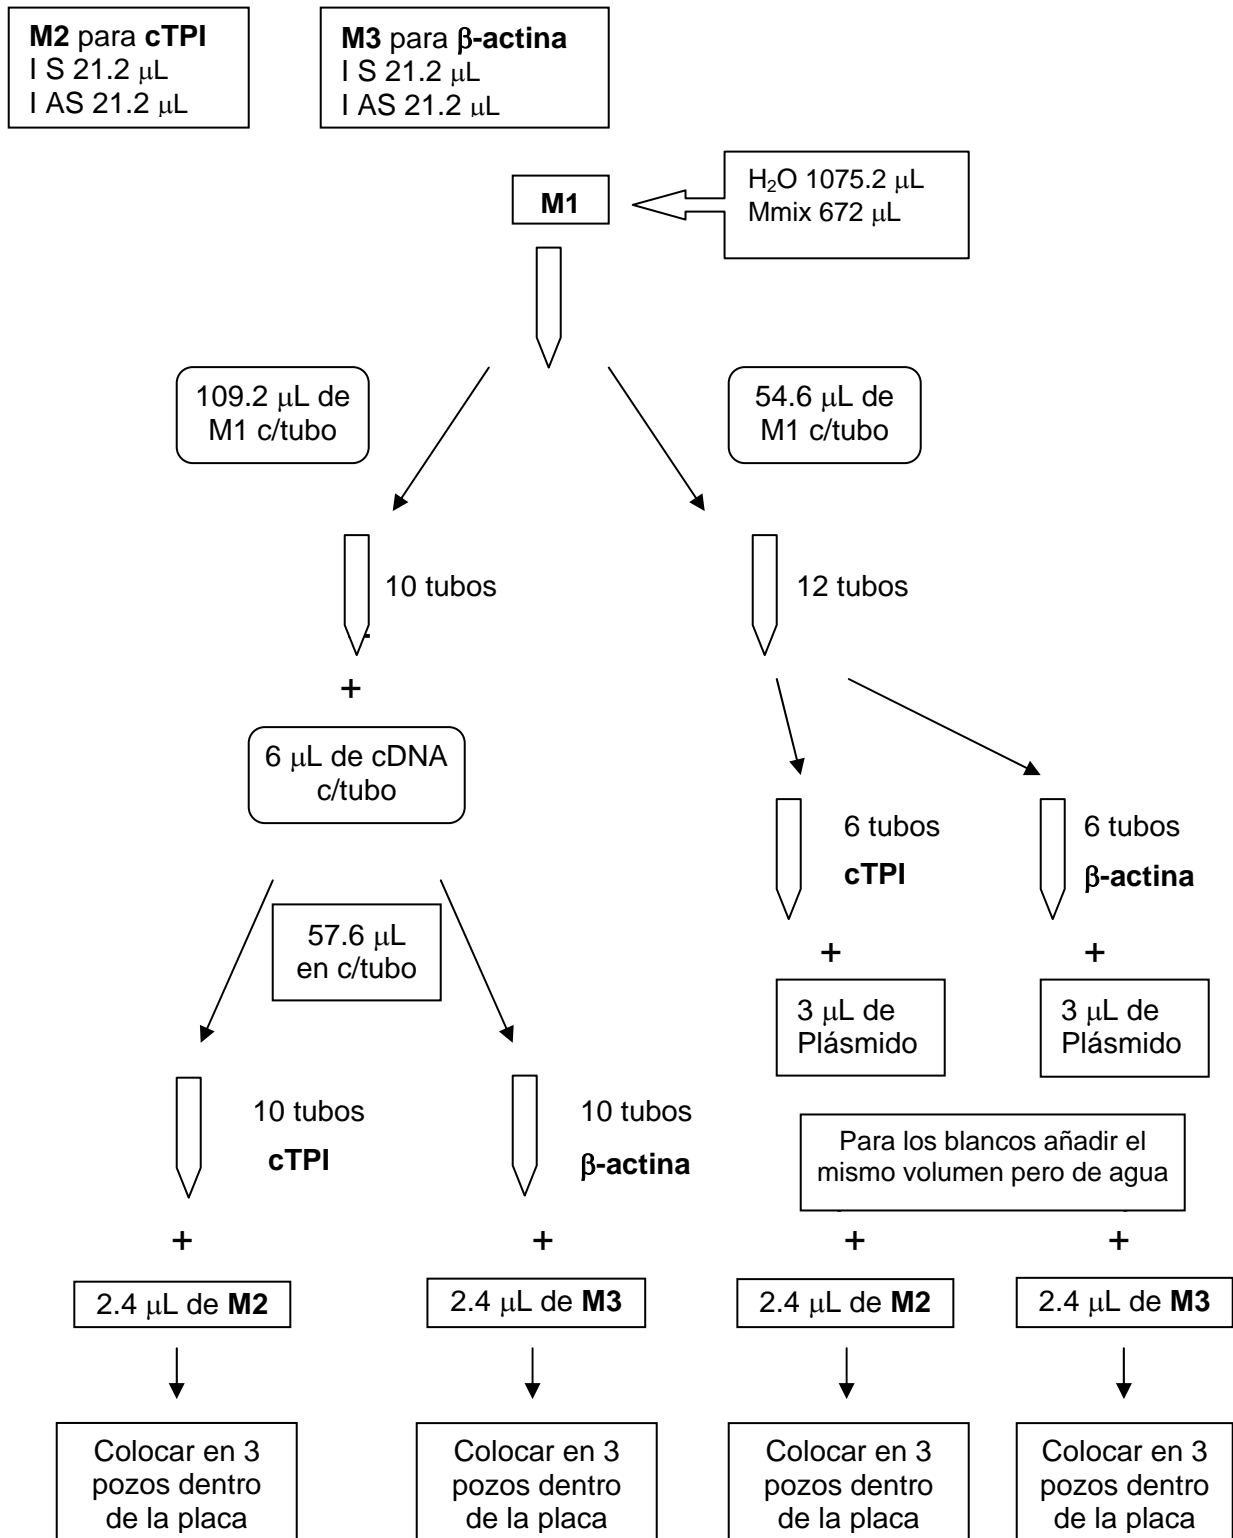 M2 para cTPI
I S 21.2 μL
I AS 21.2 μL
M3 para β-actina
I S 21.2 μL
I AS 21.2 μL
M1
H₂O 1075.2 μL
Mmix 672 μL
109.2 μL de
M1 c/tubo
54.6 μL de
M1 c/tubo
10 tubos
12 tubos
+
6 μL de cDNA
c/tubo
57.6 μL
en c/tubo
6 tubos
cTPI
6 tubos
β-actina
+
+
3 μL de
Plásmido
3 μL de
Plásmido
10 tubos
cTPI
10 tubos
β-actina
Para los blancos añadir el
mismo volumen pero de agua
+
+
+
+
2.4 μL de M2
2.4 μL de M3
2.4 μL de M2
2.4 μL de M3
Colocar en 3
pozos dentro
de la placa
Colocar en 3
pozos dentro
de la placa
Colocar en 3
pozos dentro
de la placa
Colocar en 3
pozos dentro
de la placa